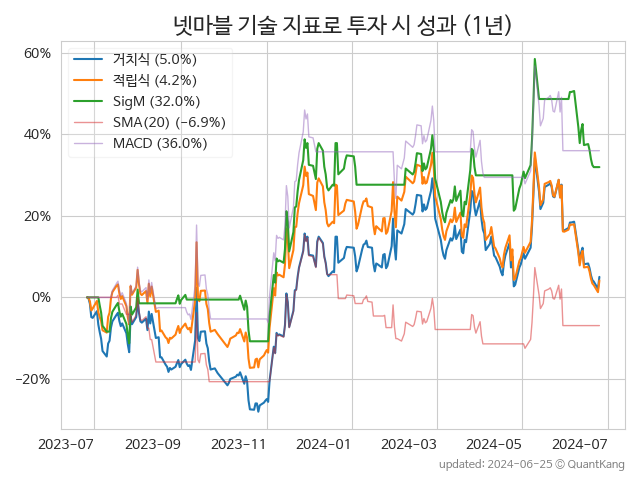 넷마블 기술 지표로 투자 시 성과 (1년)
거치식 (5.0%)
적립식 (4.2%)
SigM (32.0%)
SMA(20) (−6.9%)
MACD (36.0%)
60%
40%
20%
0%
−20%
2023-07 2023-09 2023-11 2024-01 2024-03 2024-05 2024-07
updated: 2024-06-25 ⓒ QuantKang